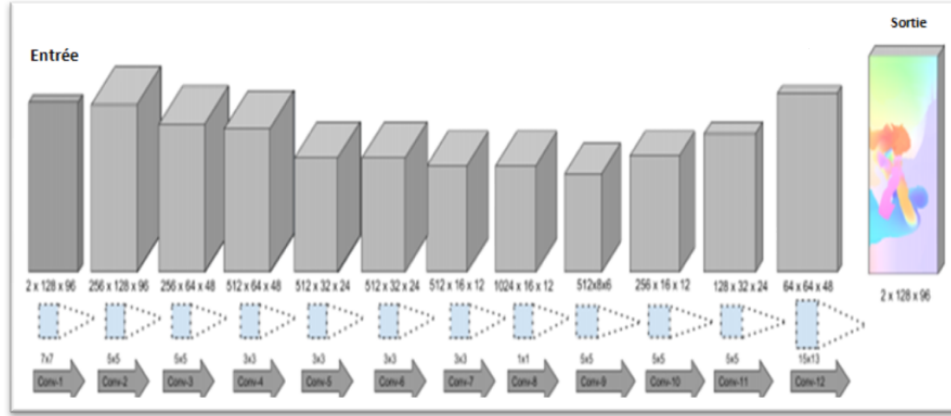 Sortie
Entrée
2 x 128 x 96 256 x 128 x 96 256 x 64 x 48 512 x 64 x 48 512 x 32 x 24 512 x 32 x 24 512 x 16 x 12 1024 x 16 x 12 512x8x6 256 x 16 x 12 128 x 32 x 24 64 x 64 x 48
2 x 128 x 96
7x7 5x5 5x5 3x3 3x3 3x3 3x3 1x1 5x5 5x5 5x5 15x13
Conv-1 Conv-2 Conv-3 Conv-4 Conv-5 Conv-6 Conv-7 Conv-8 Conv-9 Conv-10 Conv-11 Conv-12